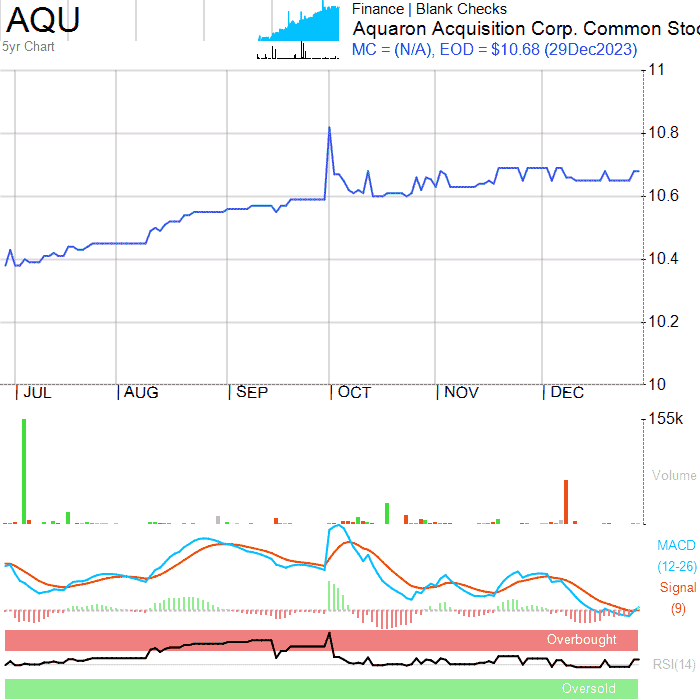 AQU
5yr Chart
Finance | Blank Checks
Aquaron Acquisition Corp. Common Stoc
MC = (N/A), EOD = $10.68 (29Dec2023)
11
10.8
10.6
10.4
10.2
10
JUL AUG SEP OCT NOV DEC
155k
Volume
MACD
(12-26)
Signal
(9)
Overbought
RSI(14)
Oversold